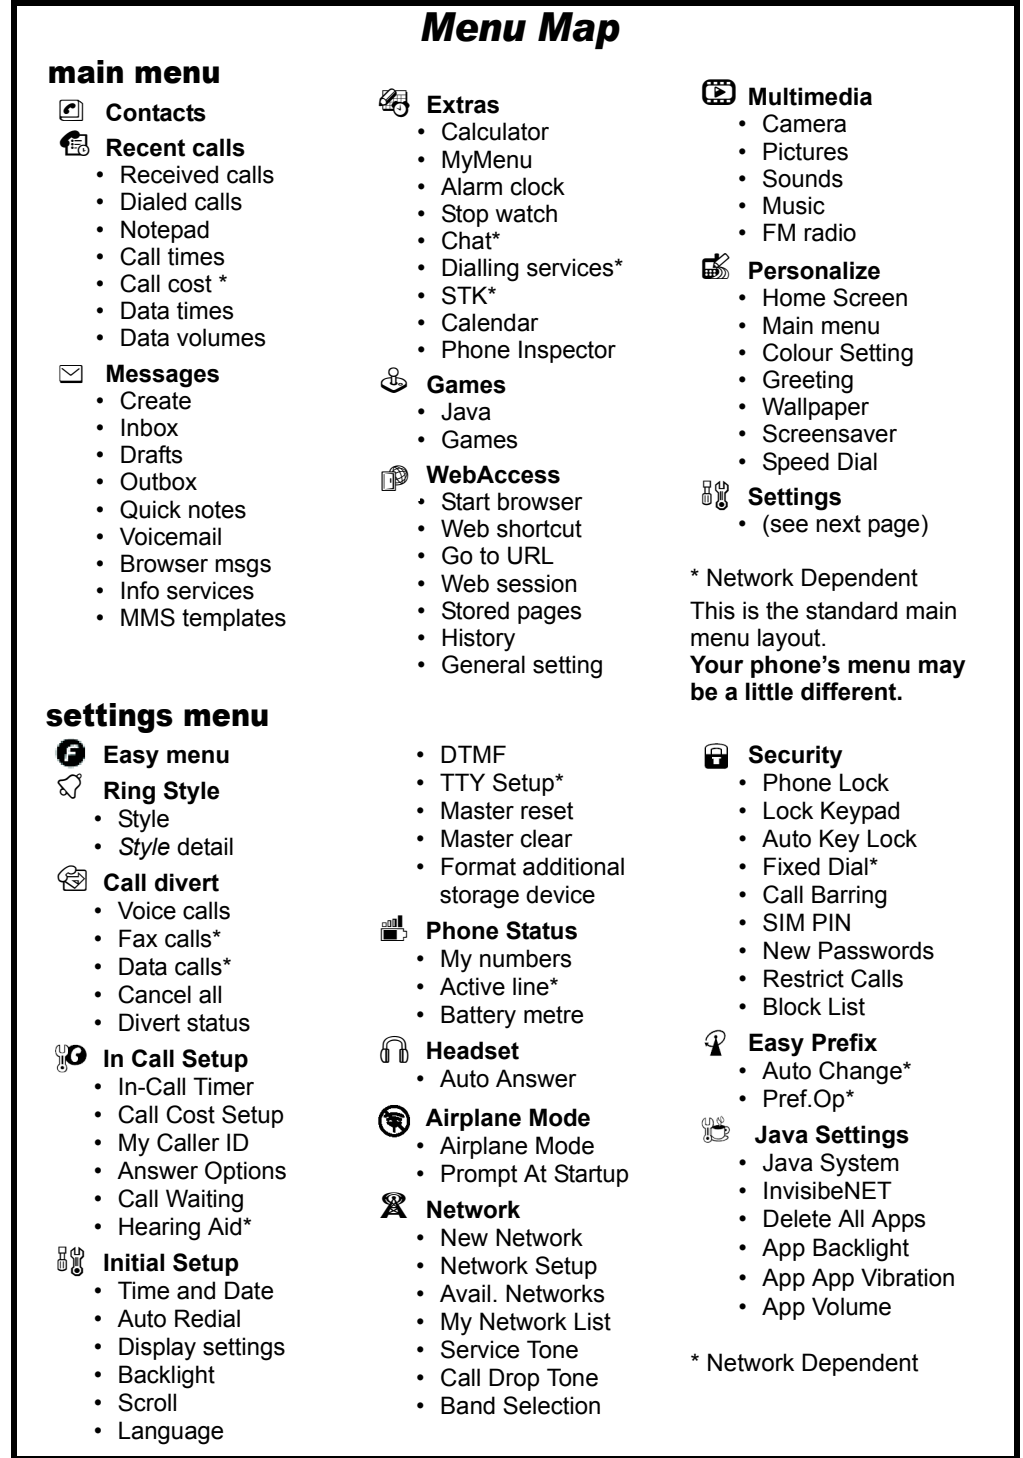 Menu Map
main menu
Contacts
Recent calls
• Received calls
• Dialed calls
• Notepad
• Call times
• Call cost *
• Data times
• Data volumes
Messages
• Create
• Inbox
• Drafts
• Outbox
• Quick notes
• Voicemail
• Browser msgs
• Info services
• MMS templates
Extras
• Calculator
• MyMenu
• Alarm clock
• Stop watch
• Chat*
• Dialling services*
• STK*
• Calendar
• Phone Inspector
Games
• Java
• Games
WebAccess
• Start browser
• Web shortcut
• Go to URL
• Web session
• Stored pages
• History
• General setting
Multimedia
• Camera
• Pictures
• Sounds
• Music
• FM radio
Personalize
• Home Screen
• Main menu
• Colour Setting
• Greeting
• Wallpaper
• Screensaver
• Speed Dial
Settings
• (see next page)
* Network Dependent
This is the standard main
menu layout.
Your phone’s menu may
be a little different.
settings menu
Easy menu
Ring Style
• Style
• Style detail
Call divert
• Voice calls
• Fax calls*
• Data calls*
• Cancel all
• Divert status
In Call Setup
• In-Call Timer
• Call Cost Setup
• My Caller ID
• Answer Options
• Call Waiting
• Hearing Aid*
Initial Setup
• Time and Date
• Auto Redial
• Display settings
• Backlight
• Scroll
• Language
• DTMF
• TTY Setup*
• Master reset
• Master clear
• Format additional
storage device
Phone Status
• My numbers
• Active line*
• Battery metre
Headset
• Auto Answer
Airplane Mode
• Airplane Mode
• Prompt At Startup
Network
• New Network
• Network Setup
• Avail. Networks
• My Network List
• Service Tone
• Call Drop Tone
• Band Selection
Security
• Phone Lock
• Lock Keypad
• Auto Key Lock
• Fixed Dial*
• Call Barring
• SIM PIN
• New Passwords
• Restrict Calls
• Block List
Easy Prefix
• Auto Change*
• Pref.Op*
Java Settings
• Java System
• InvisibeNET
• Delete All Apps
• App Backlight
• App App Vibration
• App Volume
* Network Dependent